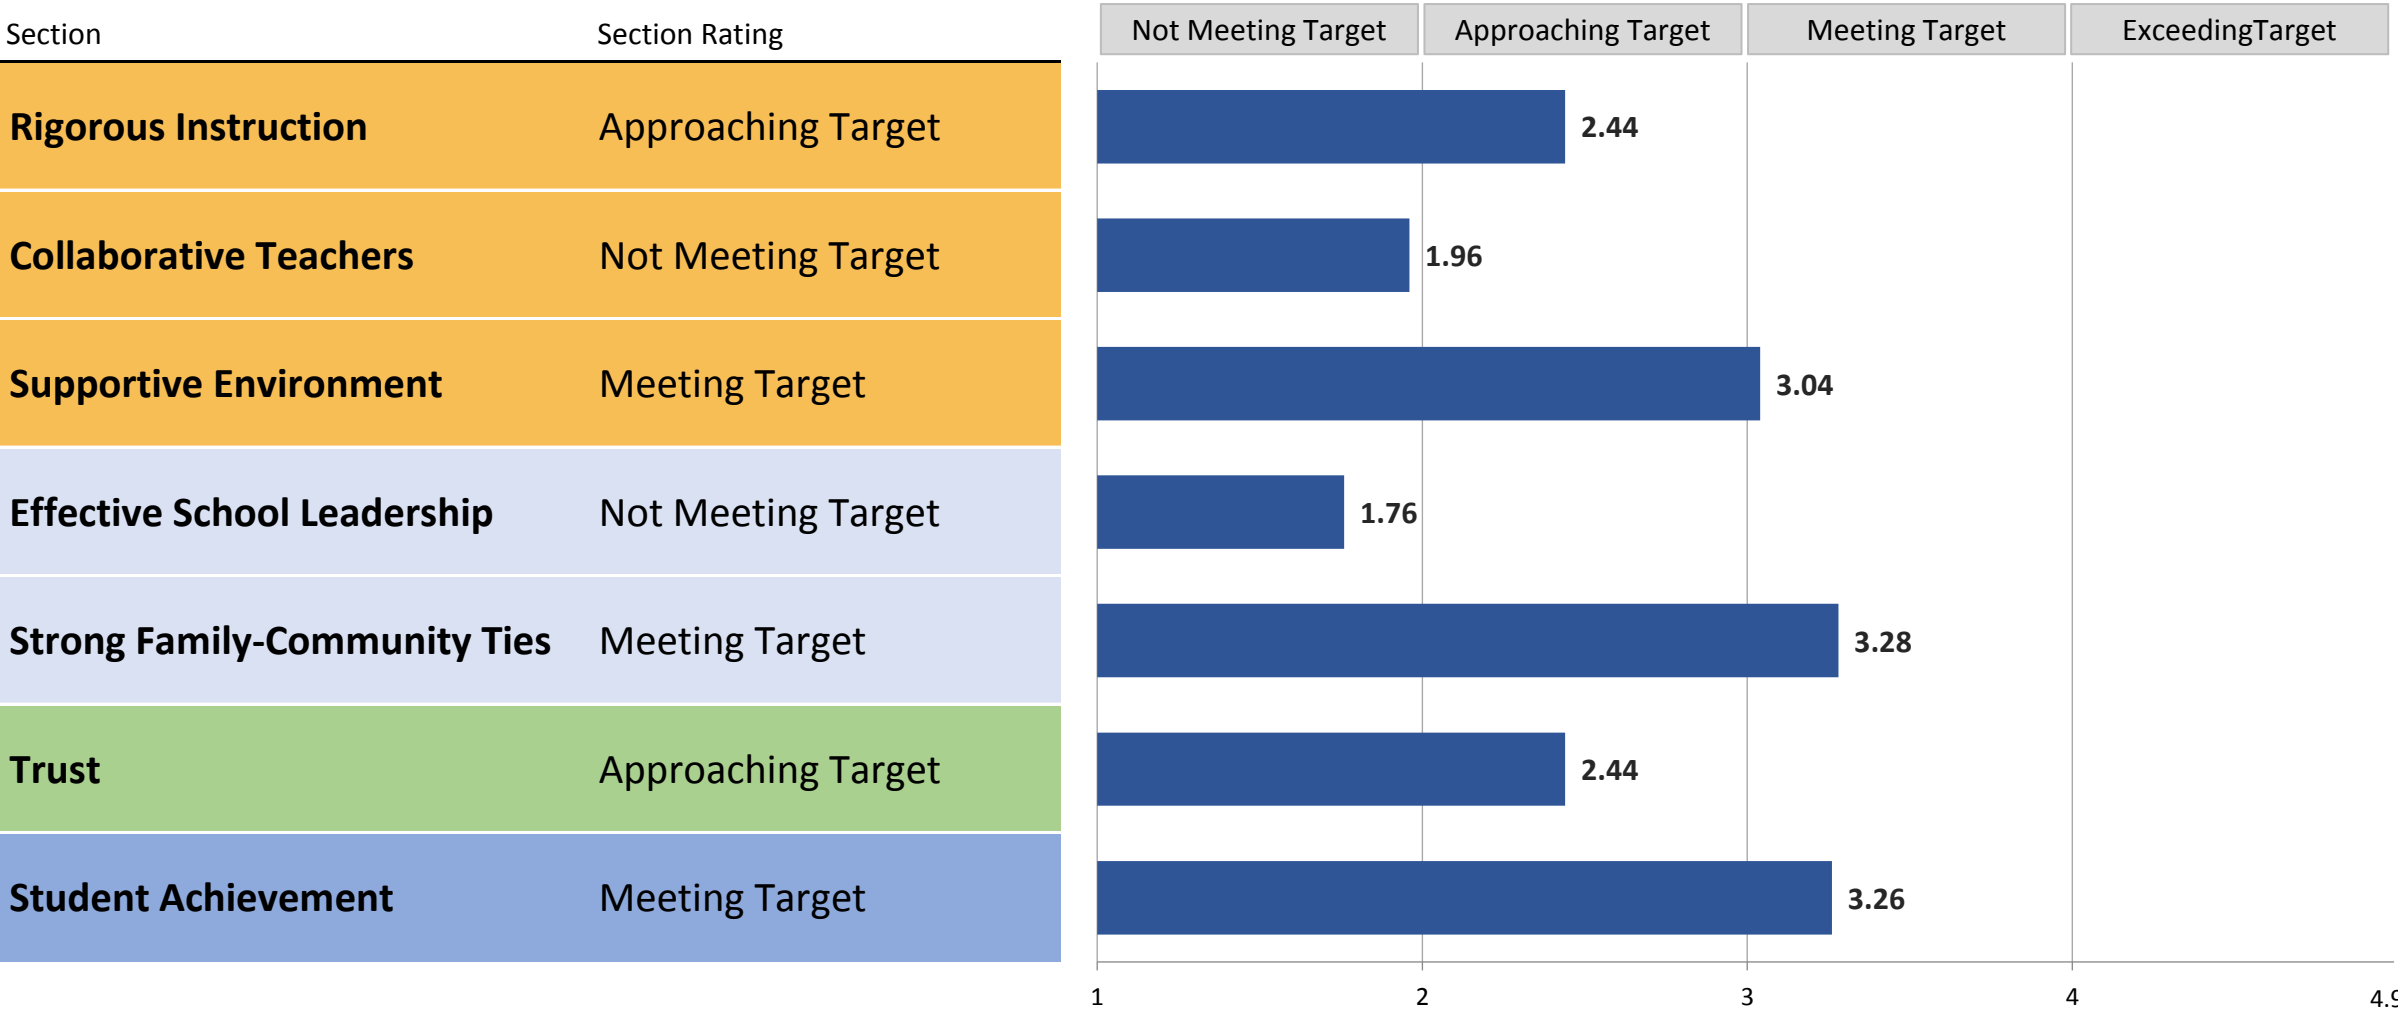 Section Section Rating Not Meeting Target Approaching Target Meeting Target ExceedingTarget
Rigorous Instruction Approaching Target 2.44
Collaborative Teachers Not Meeting Target 1.96
Supportive Environment Meeting Target 3.04
Effective School Leadership Not Meeting Target 1.76
Strong Family-Community Ties Meeting Target 3.28
Trust Approaching Target 2.44
Student Achievement Meeting Target 3.26
1 2 3 4 4.9